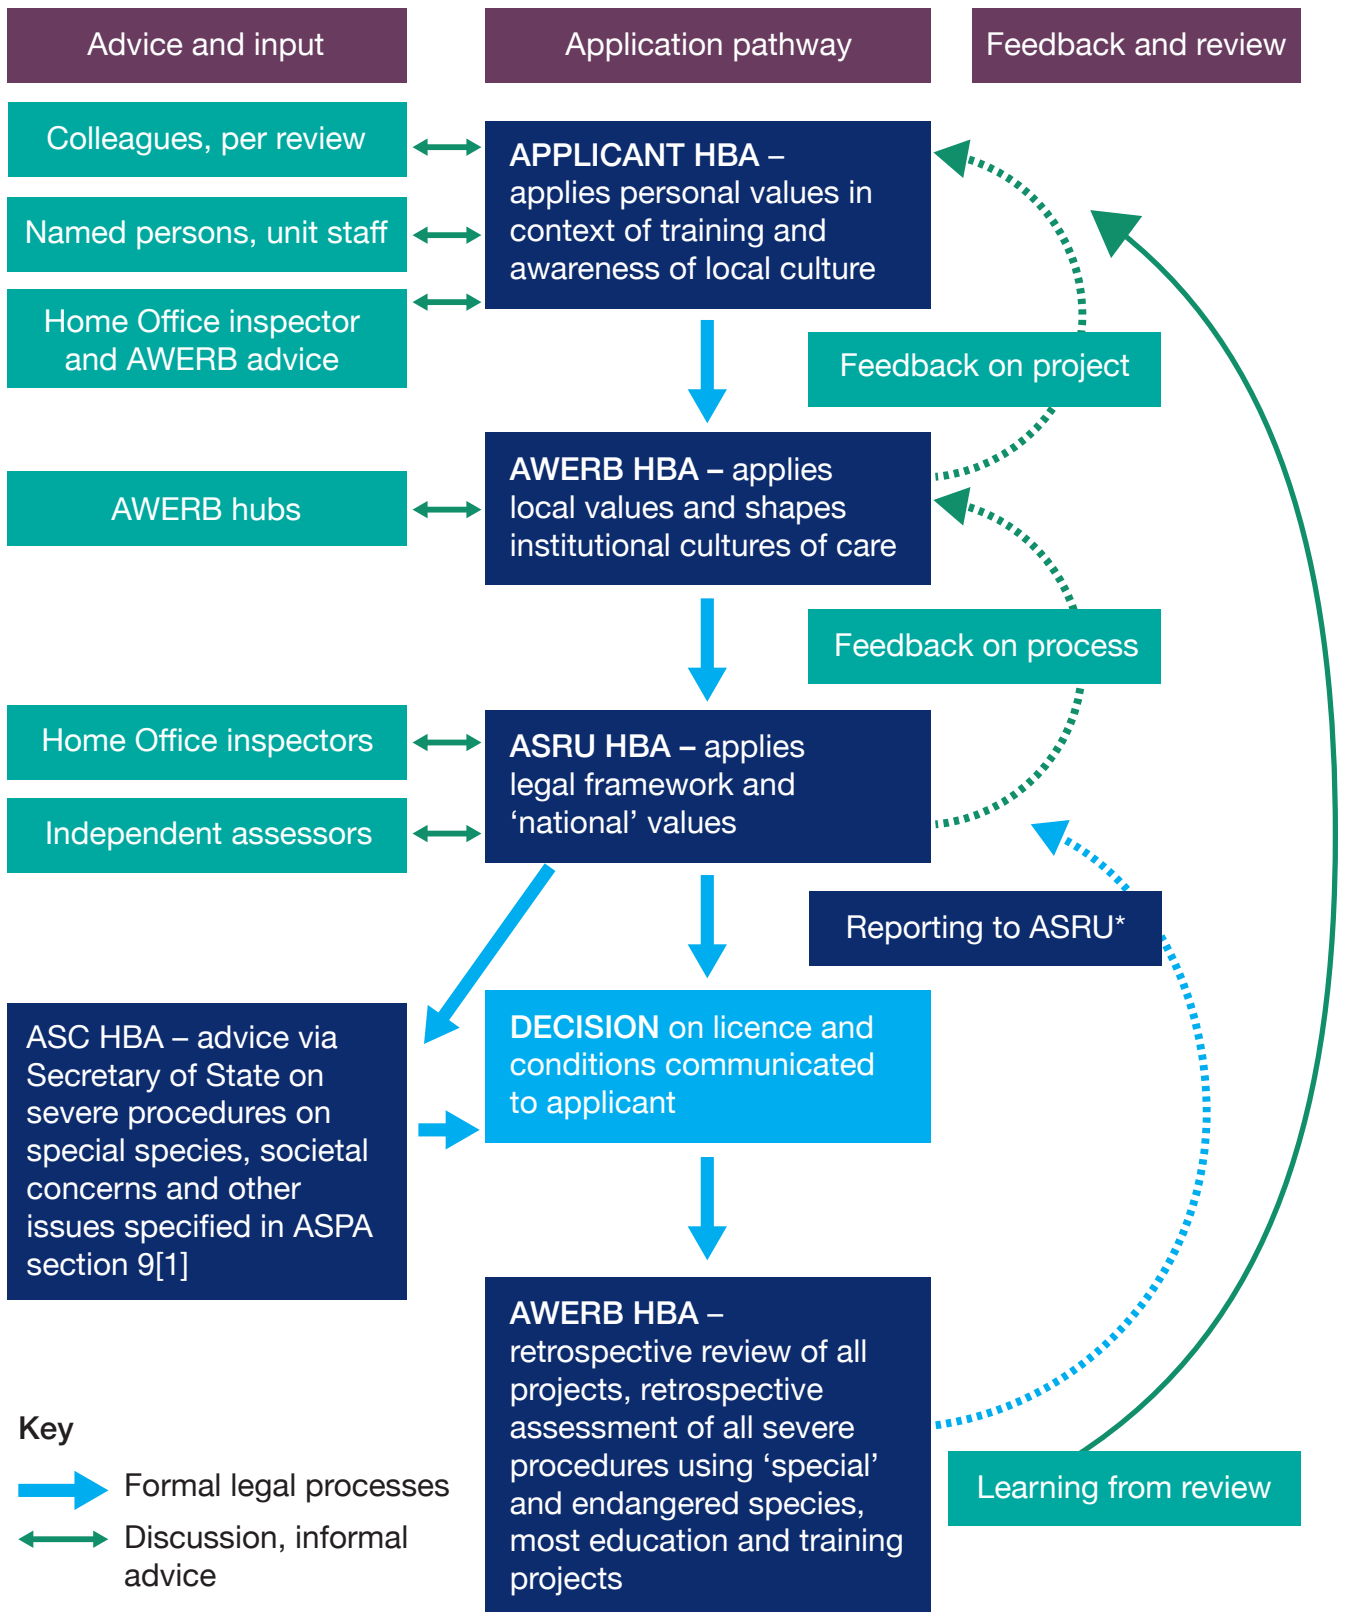 Advice and input
Application pathway
Feedback and review
Colleagues, per review
Named persons, unit staff
Home Office inspector
and AWERB advice
APPLICANT HBA –
applies personal values in
context of training and
awareness of local culture
Feedback on project
AWERB hubs
AWERB HBA – applies
local values and shapes
institutional cultures of care
Feedback on process
Home Office inspectors
Independent assessors
ASRU HBA – applies
legal framework and
‘national’ values
Reporting to ASRU*
ASC HBA – advice via
Secretary of State on
severe procedures on
special species, societal
concerns and other
issues specified in ASPA
section 9[1]
DECISION on licence and
conditions communicated
to applicant
AWERB HBA –
retrospective review of all
projects, retrospective
assessment of all severe
procedures using ‘special’
and endangered species,
most education and training
projects
Learning from review
Key
Formal legal processes
Discussion, informal
advice